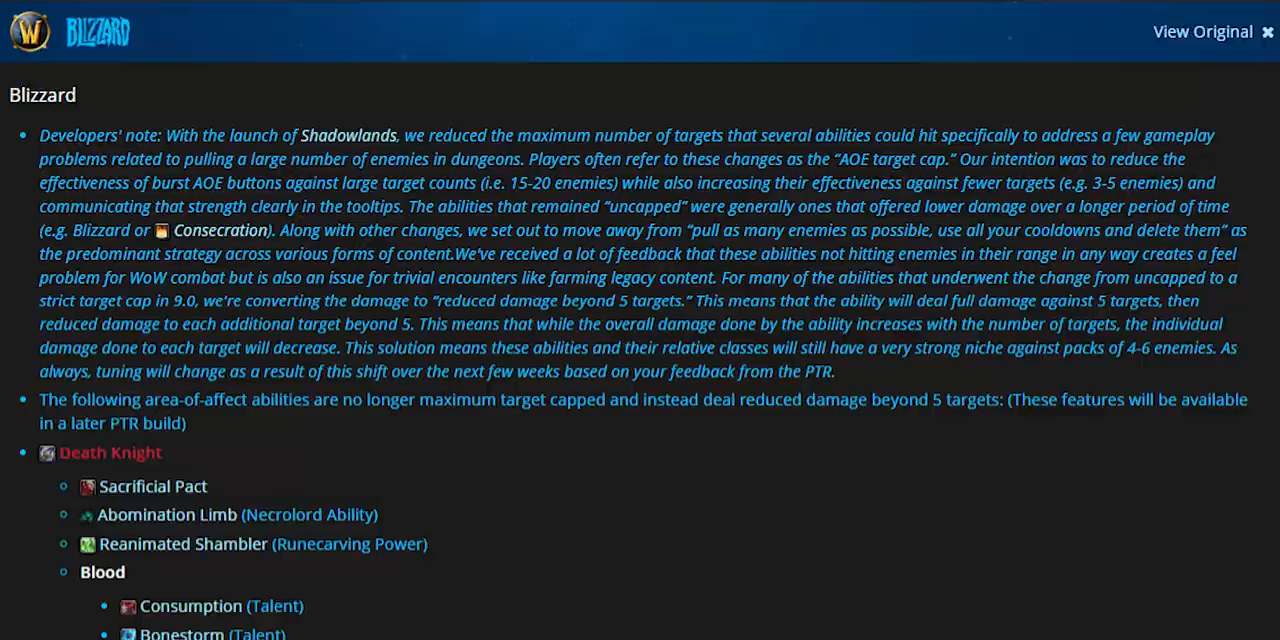 W BLIZZARD
View Original ✖
Blizzard
• Developers' note: With the launch of Shadowlands, we reduced the maximum number of targets that several abilities could hit specifically to address a few gameplay
problems related to pulling a large number of enemies in dungeons. Players often refer to these changes as the “AOE target cap.” Our intention was to reduce the
effectiveness of burst AOE buttons against large target counts (i.e. 15-20 enemies) while also increasing their effectiveness against fewer targets (e.g. 3-5 enemies) and
communicating that strength clearly in the tooltips. The abilities that remained “uncapped” were generally ones that offered lower damage over a longer period of time
(e.g. Blizzard or Consecration). Along with other changes, we set out to move away from “pull as many enemies as possible, use all your cooldowns and delete them” as
the predominant strategy across various forms of content.We've received a lot of feedback that these abilities not hitting enemies in their range in any way creates a feel
problem for WoW combat but is also an issue for trivial encounters like farming legacy content. For many of the abilities that underwent the change from uncapped to a
strict target cap in 9.0, we're converting the damage to “reduced damage beyond 5 targets.” This means that the ability will deal full damage against 5 targets, then
reduced damage to each additional target beyond 5. This means that while the overall damage done by the ability increases with the number of targets, the individual
damage done to each target will decrease. This solution means these abilities and their relative classes will still have a very strong niche against packs of 4-6 enemies. As
always, tuning will change as a result of this shift over the next few weeks based on your feedback from the PTR.
• The following area-of-affect abilities are no longer maximum target capped and instead deal reduced damage beyond 5 targets: (These features will be available
in a later PTR build)
• Death Knight
Sacrificial Pact
Abomination Limb (Necrolord Ability)
Reanimated Shambler (Runecarving Power)
Blood
• Consumption (Talent)
• Bonestorm (Talent)